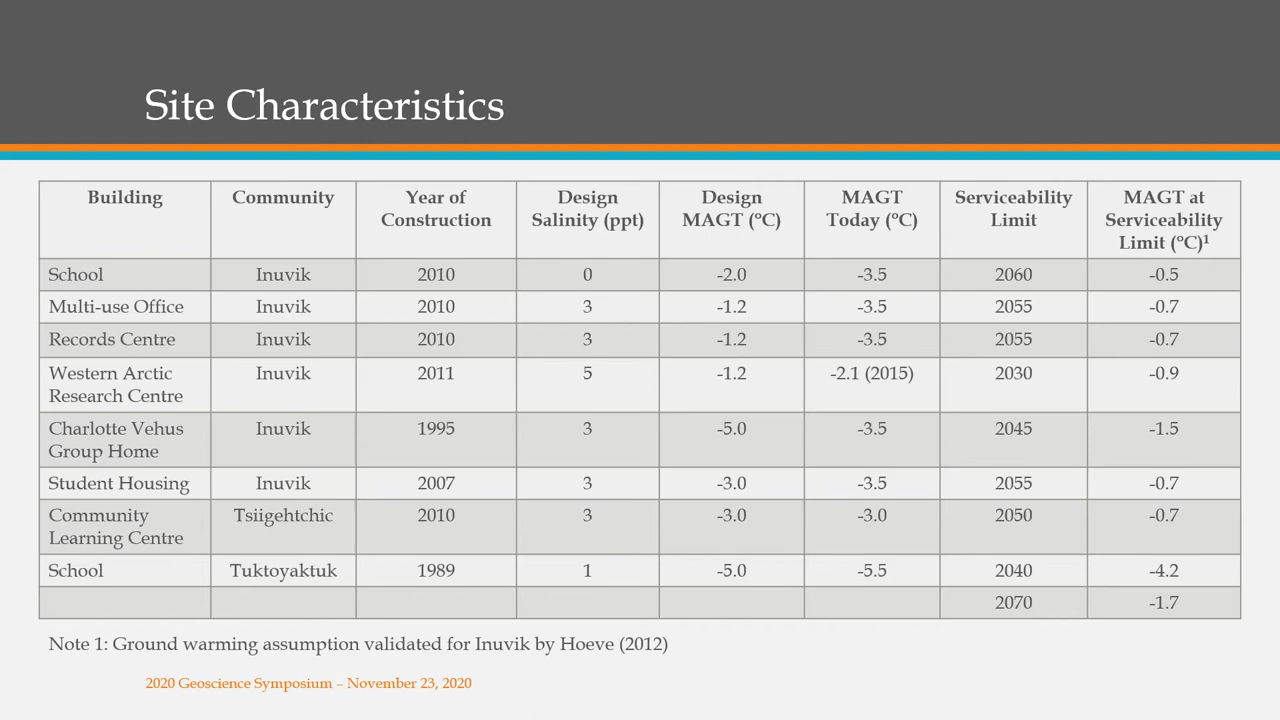 Site Characteristics
Building | Community | Year of Construction | Design Salinity (ppt) | Design MAGT (ºC) | MAGT Today (ºC) | Serviceability Limit | MAGT at Serviceability Limit (ºC)¹
School | Inuvik | 2010 | 0 | -2.0 | -3.5 | 2060 | -0.5
Multi-use Office | Inuvik | 2010 | 3 | -1.2 | -3.5 | 2055 | -0.7
Records Centre | Inuvik | 2010 | 3 | -1.2 | -3.5 | 2055 | -0.7
Western Arctic Research Centre | Inuvik | 2011 | 5 | -1.2 | -2.1 (2015) | 2030 | -0.9
Charlotte Vehus Group Home | Inuvik | 1995 | 3 | -5.0 | -3.5 | 2045 | -1.5
Student Housing | Inuvik | 2007 | 3 | -3.0 | -3.5 | 2055 | -0.7
Community Learning Centre | Tsiigehtchic | 2010 | 3 | -3.0 | -3.0 | 2050 | -0.7
School | Tuktoyaktuk | 1989 | 1 | -5.0 | -5.5 | 2040 | -4.2
2070 | -1.7
Note 1: Ground warming assumption validated for Inuvik by Hoeve (2012)
2020 Geoscience Symposium – November 23, 2020